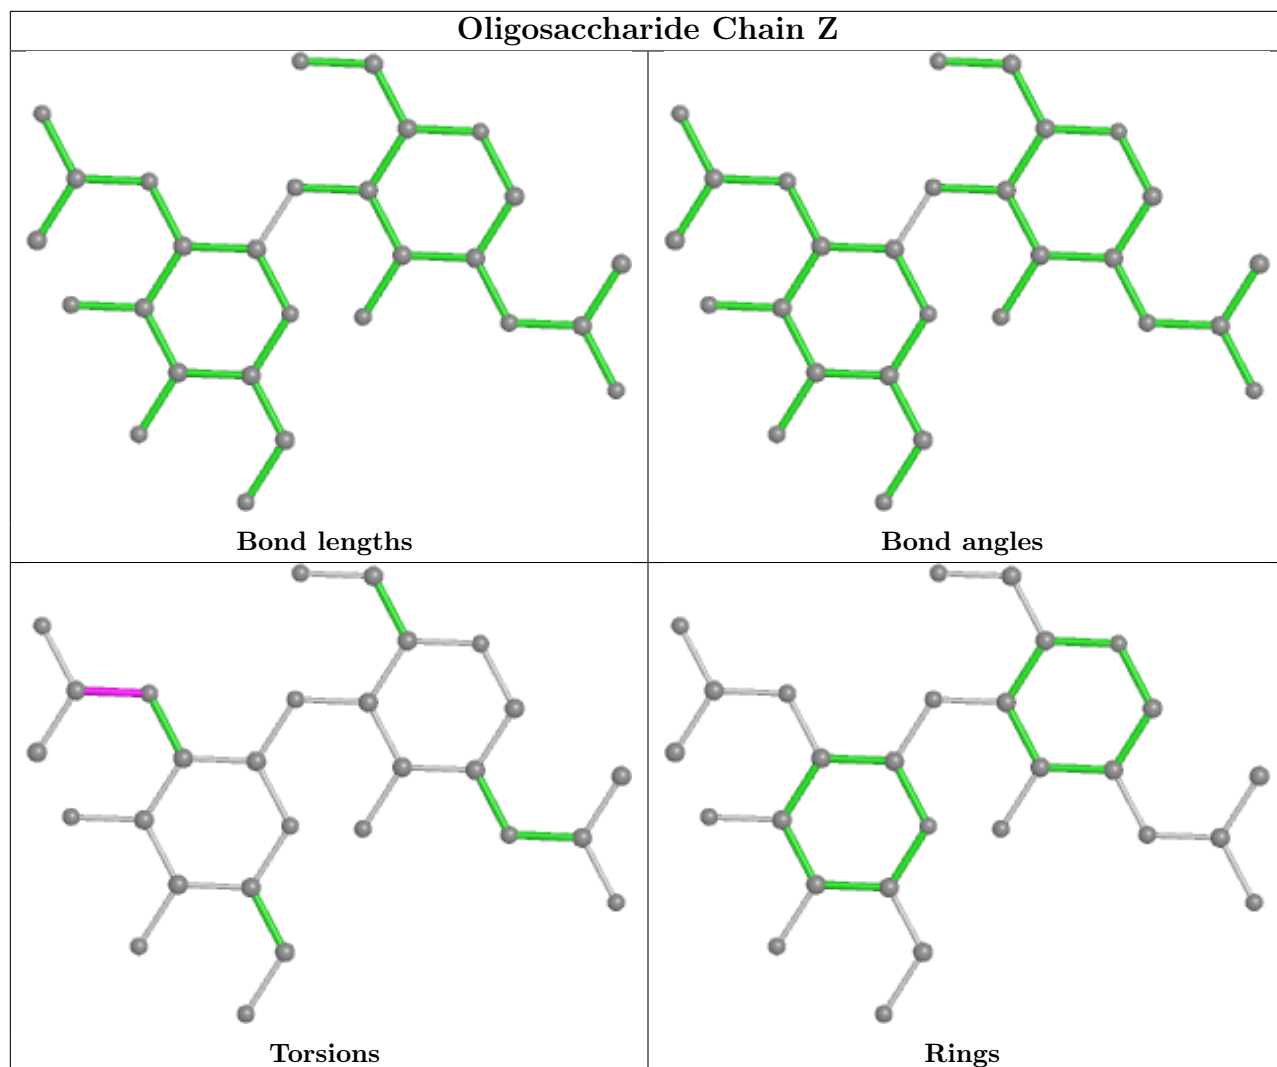 Oligosaccharide Chain Z
Bond lengths
Bond angles
Torsions
Rings